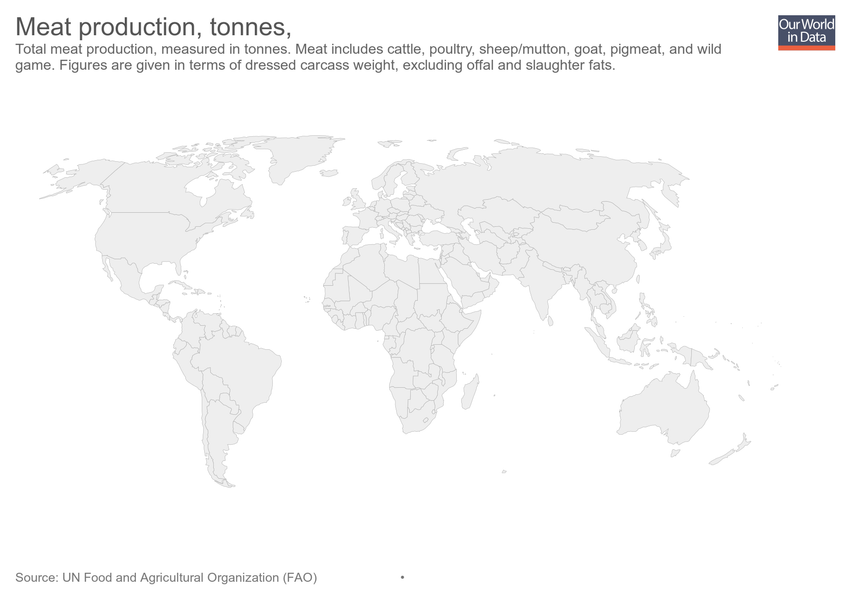 Meat production, tonnes,
Our World
in Data
Total meat production, measured in tonnes. Meat includes cattle, poultry, sheep/mutton, goat, pigmeat, and wild
game. Figures are given in terms of dressed carcass weight, excluding offal and slaughter fats.
Source: UN Food and Agricultural Organization (FAO) •